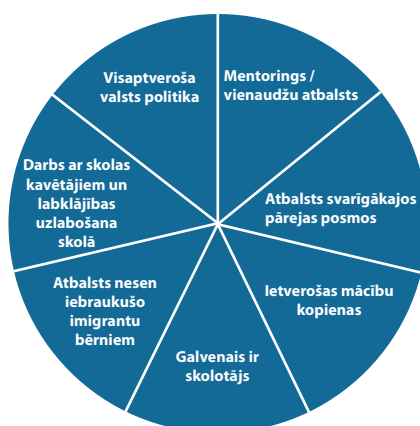 Visaptveroša
valsts politika
Mentorings /
vienaudžu atbalsts
Atbalsts svarīgākajos
pārejas posmos
Ietverošas mācību
kopienas
Galvenais ir
skolotājs
Atbalsts nesen
iebraukušo
imigrantu
bērniem
Darbs ar skolas
kavētājiem un
labklājības
uzlabošana
skolā